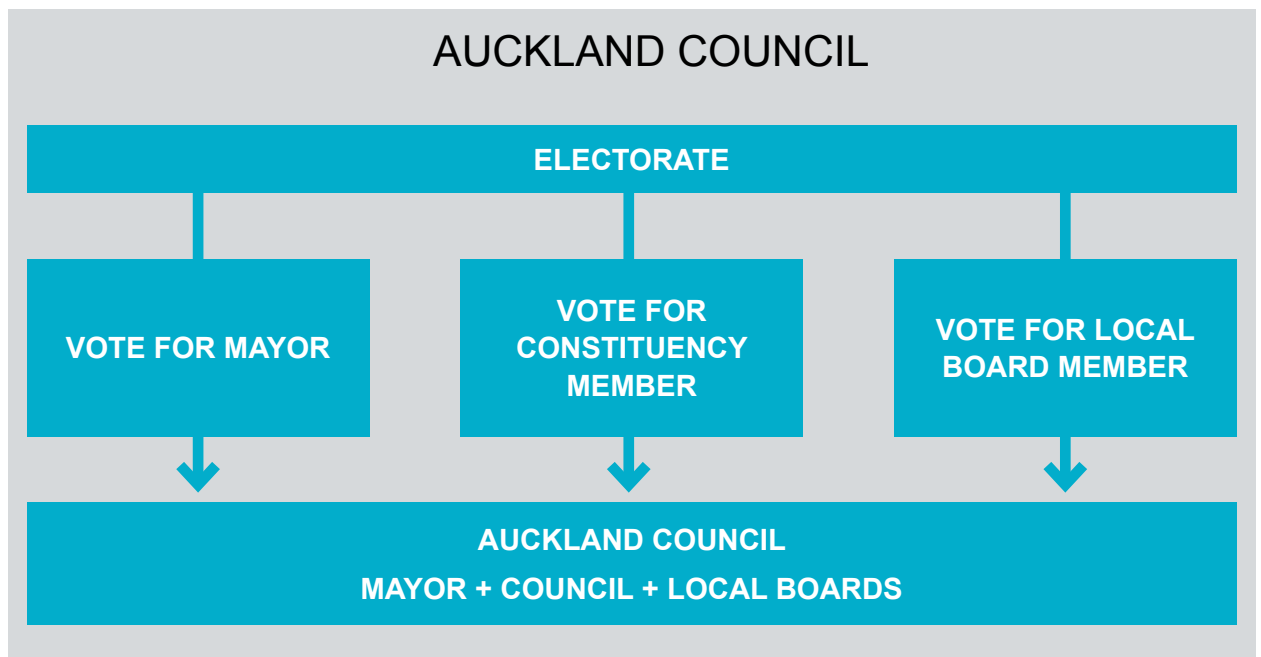 AUCKLAND COUNCIL
ELECTORATE
VOTE FOR MAYOR
VOTE FOR
CONSTITUENCY
MEMBER
VOTE FOR LOCAL
BOARD MEMBER
AUCKLAND COUNCIL
MAYOR + COUNCIL + LOCAL BOARDS